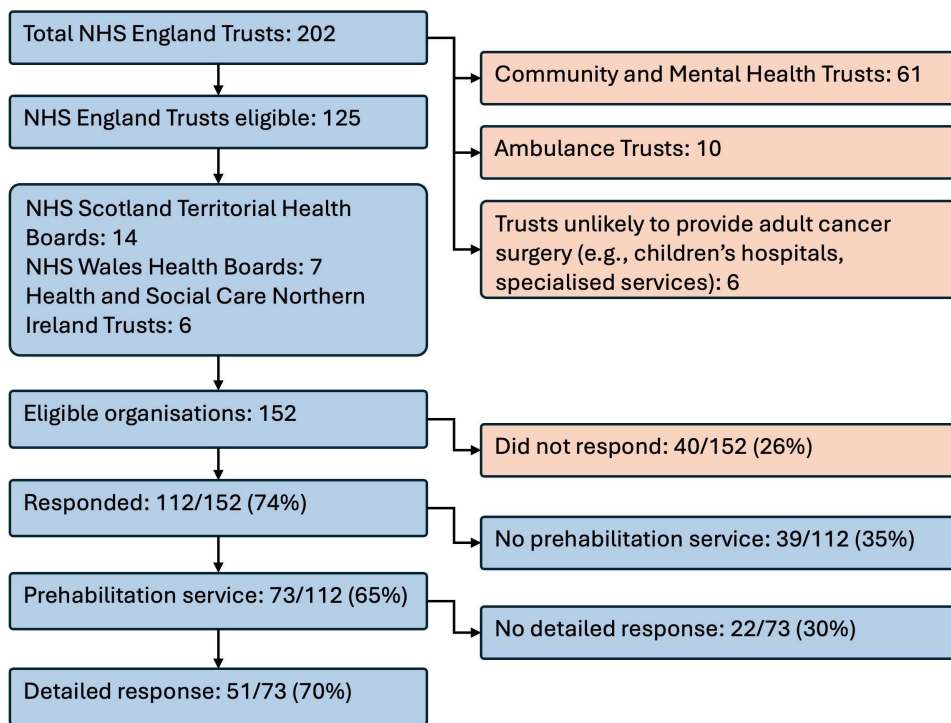 Total NHS England Trusts: 202
Community and Mental Health Trusts: 61
NHS England Trusts eligible: 125
Ambulance Trusts: 10
NHS Scotland Territorial Health
Boards: 14
NHS Wales Health Boards: 7
Health and Social Care Northern
Ireland Trusts: 6
Trusts unlikely to provide adult cancer
surgery (e.g., children’s hospitals,
specialised services): 6
Eligible organisations: 152
Did not respond: 40/152 (26%)
Responded: 112/152 (74%)
No prehabilitation service: 39/112 (35%)
Prehabilitation service: 73/112 (65%)
No detailed response: 22/73 (30%)
Detailed response: 51/73 (70%)